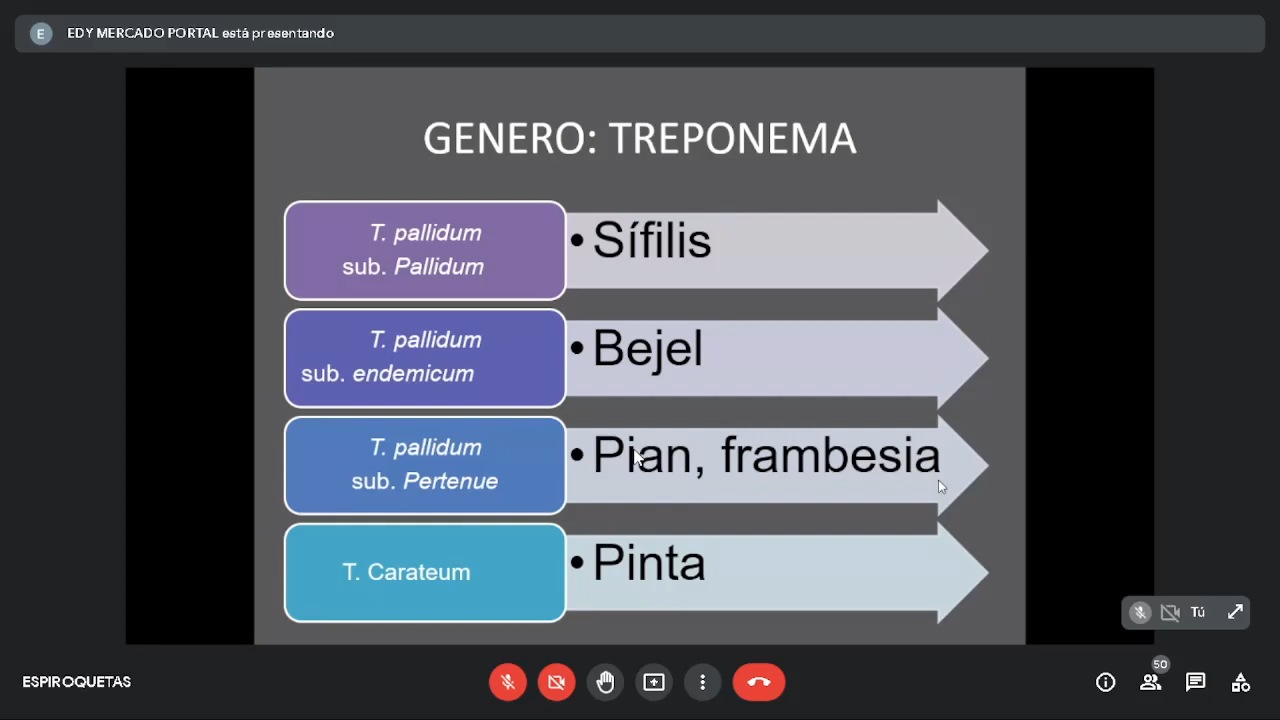 E
EDY MERCADO PORTAL está presentando
GENERO: TREPONEMA
T. pallidum
sub. Pallidum
• Sífilis
T. pallidum
sub. endemicum
• Bejel
T. pallidum
sub. Pertenue
• Pian, frambesia
T. Carateum
• Pinta
Tú
ESPIROQUETAS
50